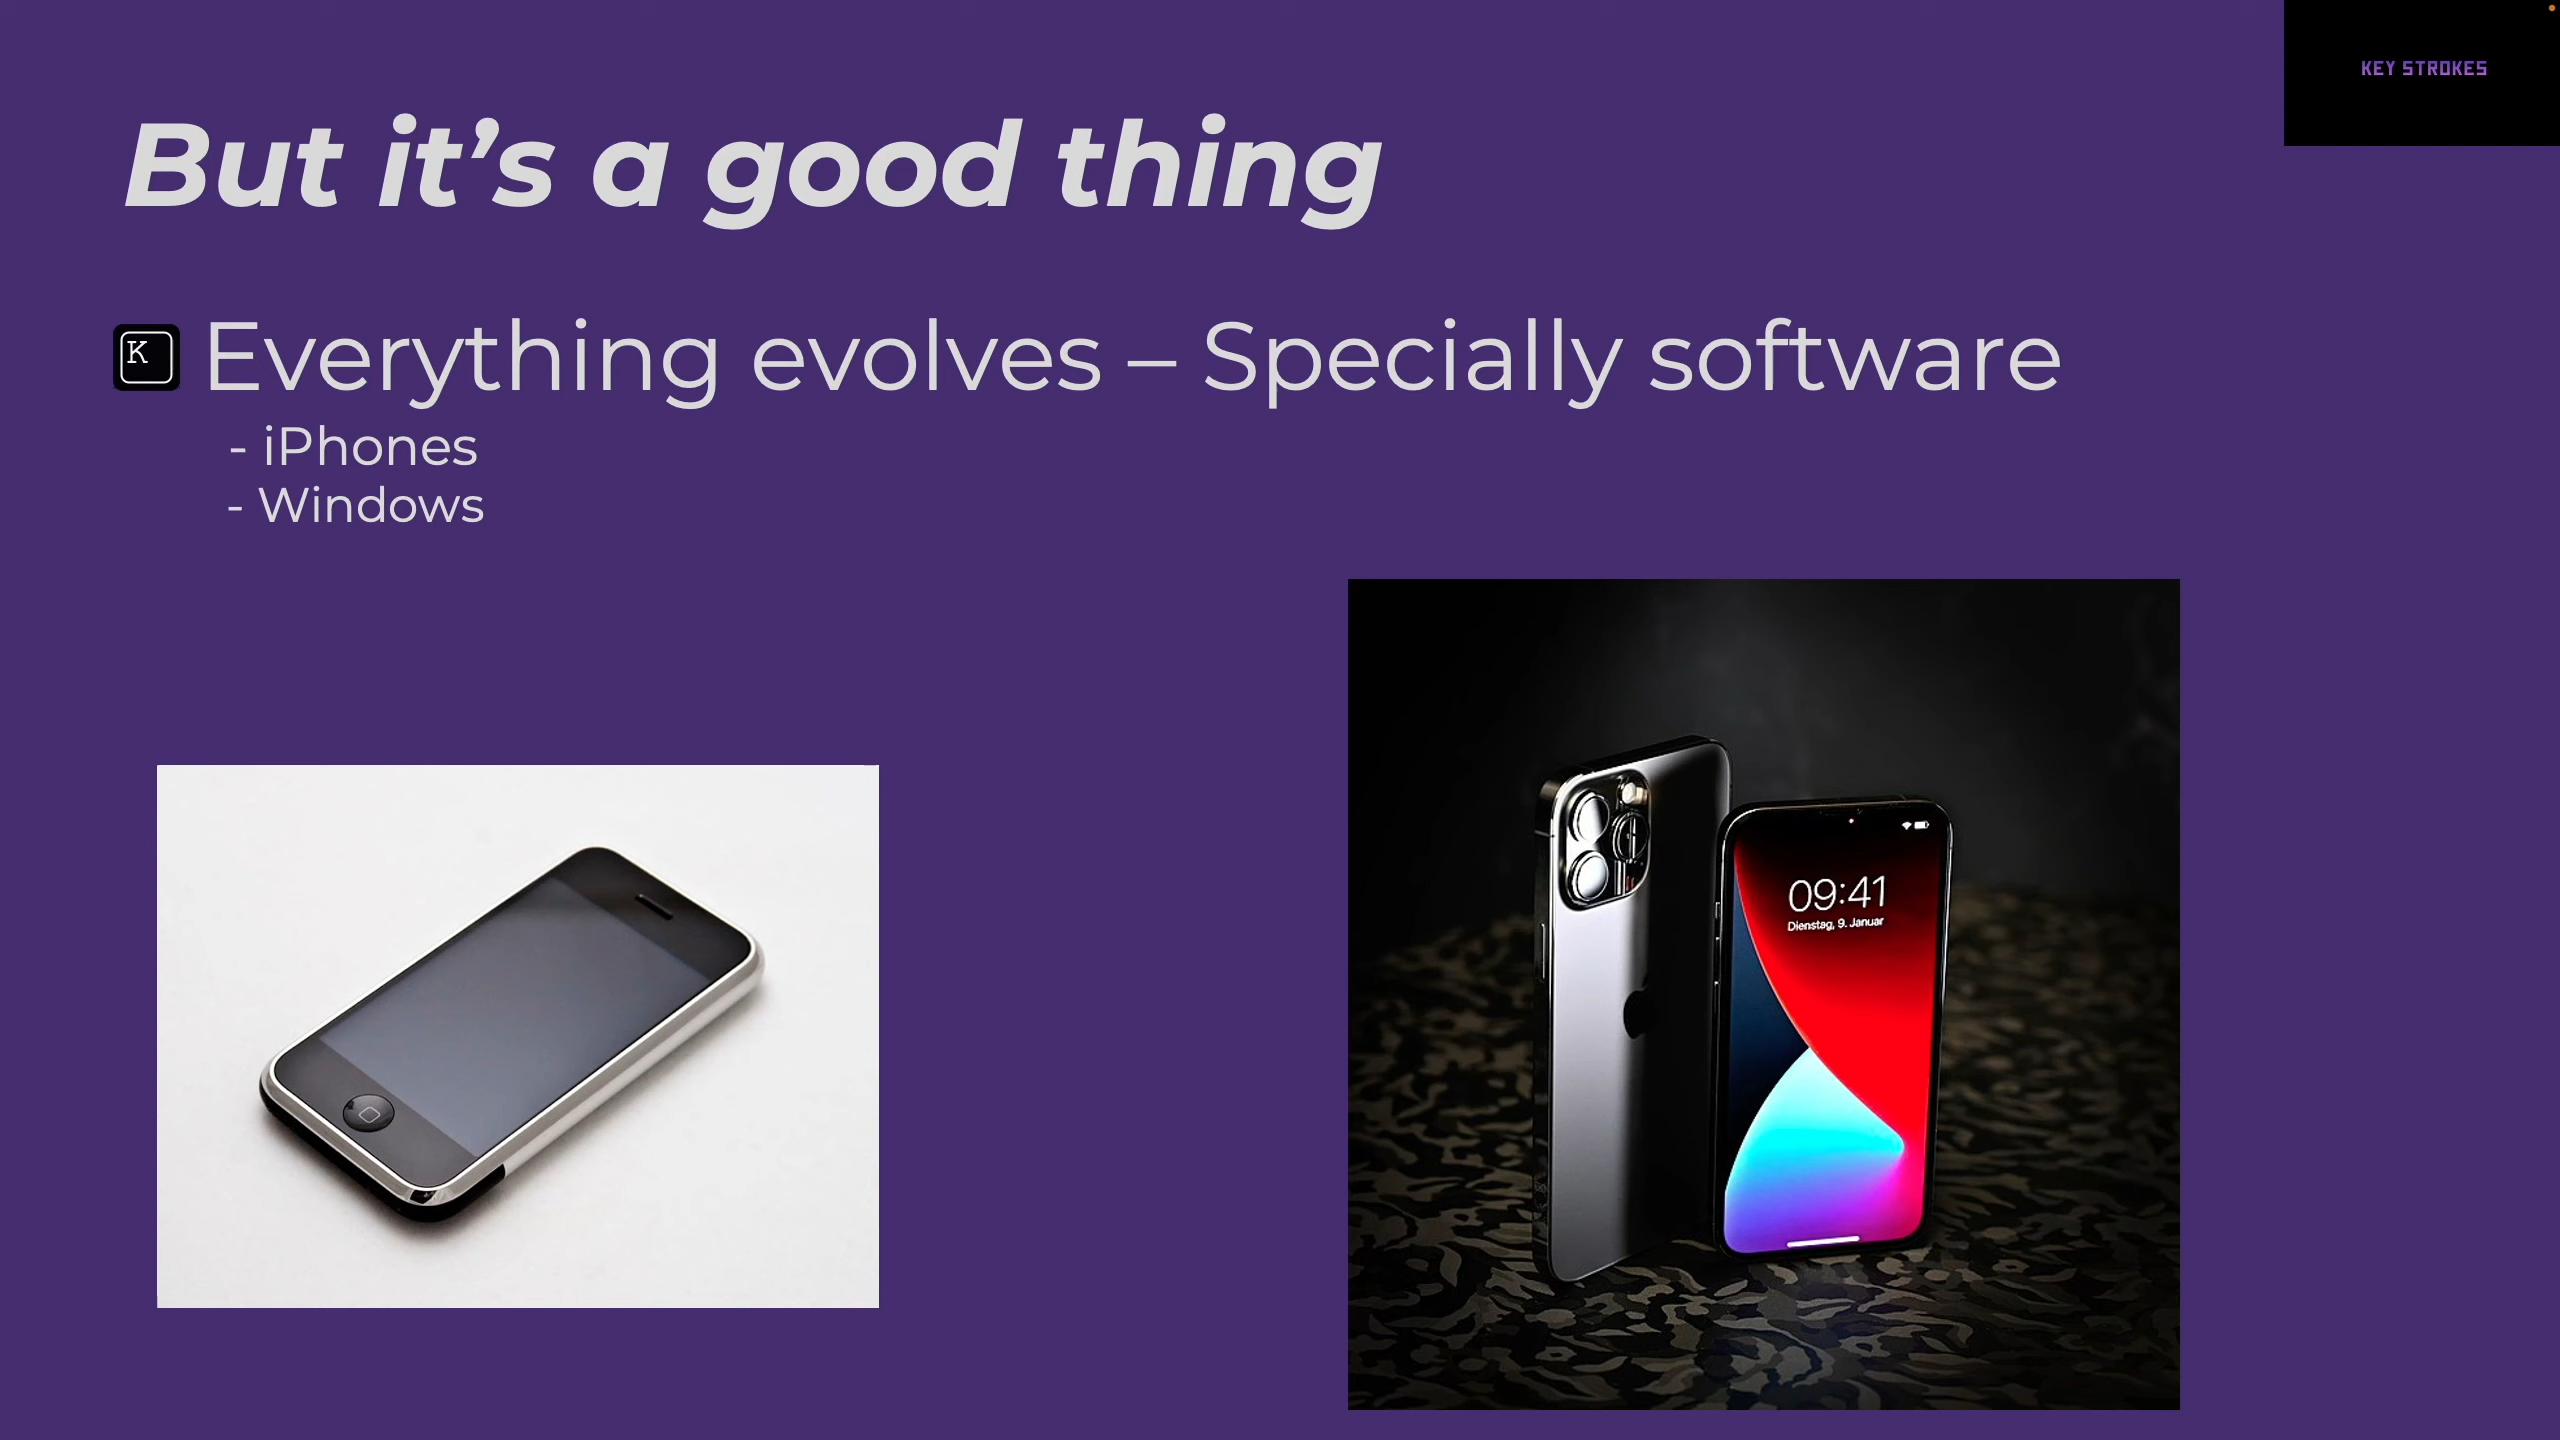 KEY STROKES
But it’s a good thing
K
Everything evolves – Specially software
- iPhones
- Windows
09:41
Dienstag, 9. Januar